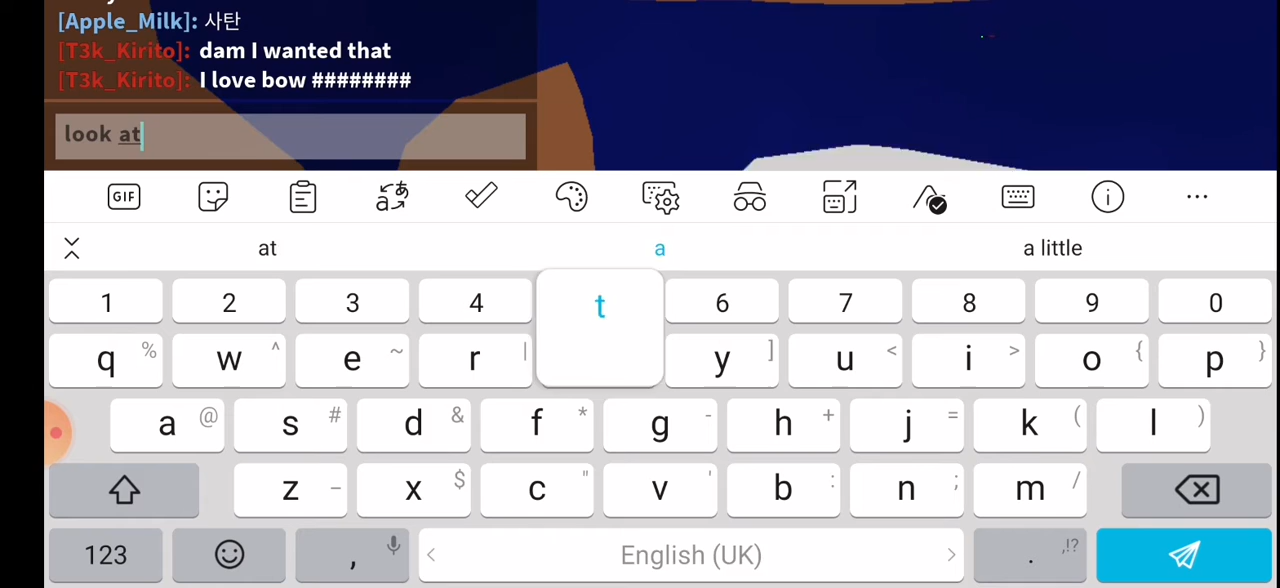 [Apple_Milk]: 사탄
[T3k_Kirito]: dam I wanted that
[T3k_Kirito]: I love bow ########
look at
GIF
at a a little
1 2 3 4 t 6 7 8 9 0
q % w ^ e ~ r | y ] u < i > o { p }
a @ s # d & f * g - h + j = k ( l )
z _ x $ c " v ' b : n ; m /
123 , < English (UK) > . ,!?